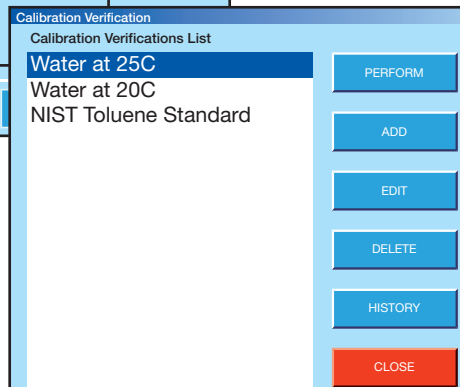 Calibration Verification
Calibration Verifications List
Water at 25C
Water at 20C
NIST Toluene Standard
PERFORM
ADD
EDIT
DELETE
HISTORY
CLOSE